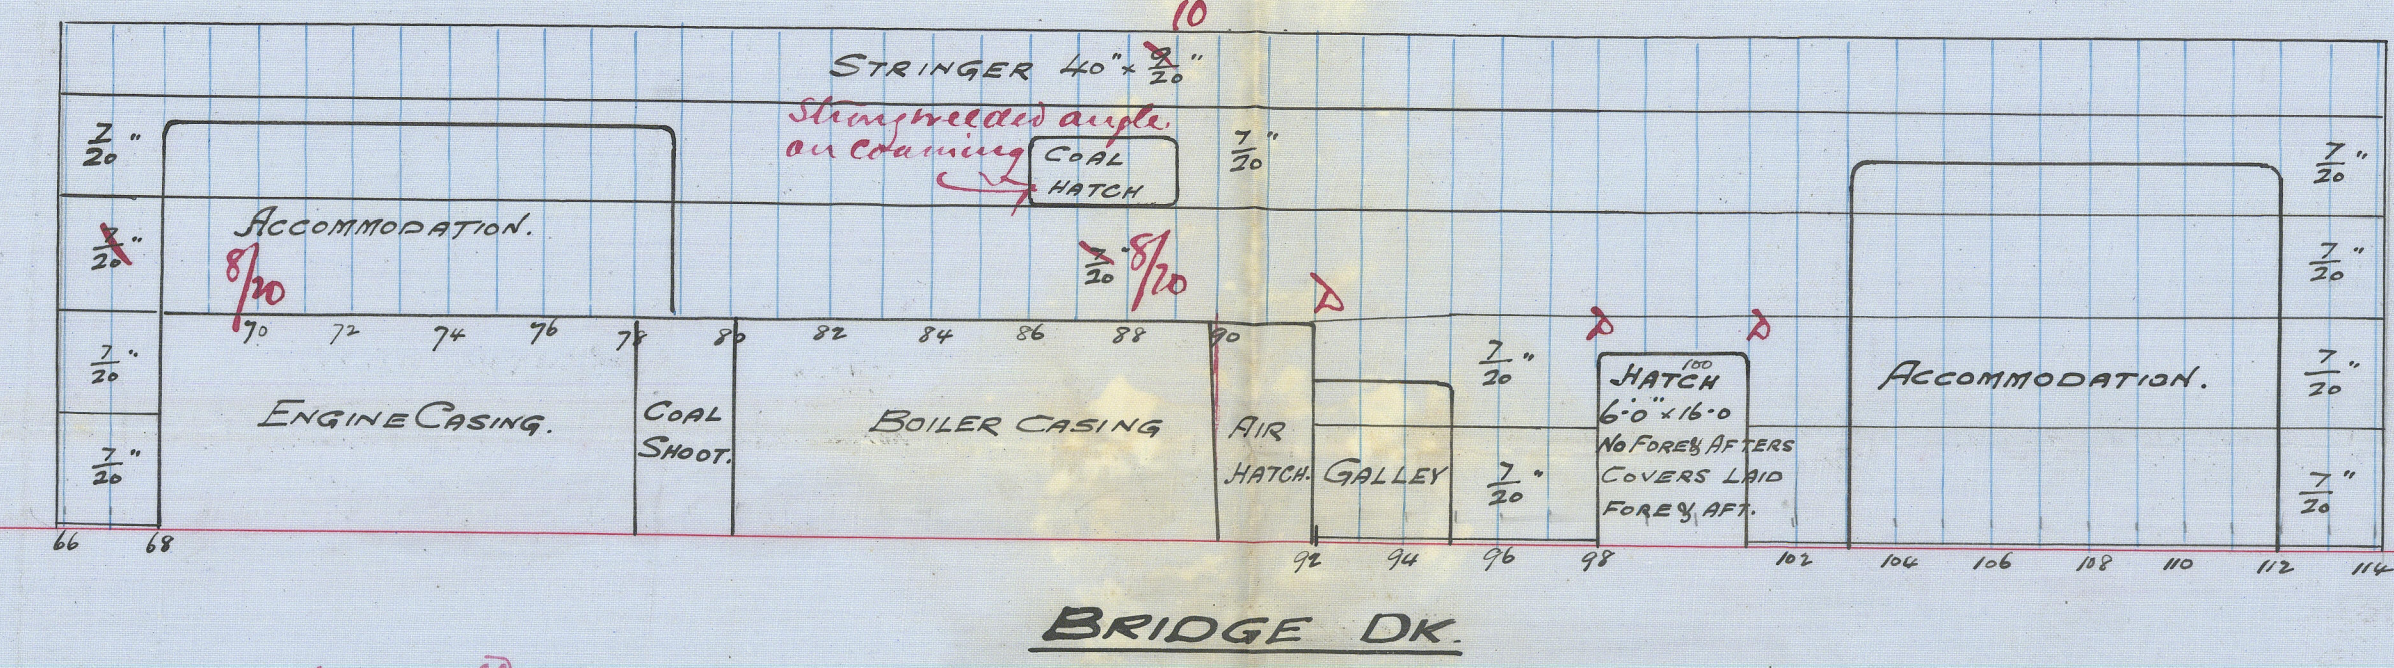 10
STRINGER 40" × 9/20"
Strong needed angle
on coaming
COAL
HATCH
7/20"
7/20"
7/20"
7/20"
ACCOMMODATION.
8/20
7/20" 8/20
7/20"
70 72 74 76 78 80 82 84 86 88 90
D
D
D
7/20"
7/20"
7/20"
100
HATCH
6'·0" × 16·0
NO FORE & AFTERS
COVERS LAID
FORE & AFT.
ACCOMMODATION.
ENGINE CASING.
COAL
SHOOT.
BOILER CASING
AIR
HATCH.
GALLEY
7/20"
7/20"
7/20"
66 68 92 94 96 98 102 104 106 108 110 112 114
BRIDGE DK.